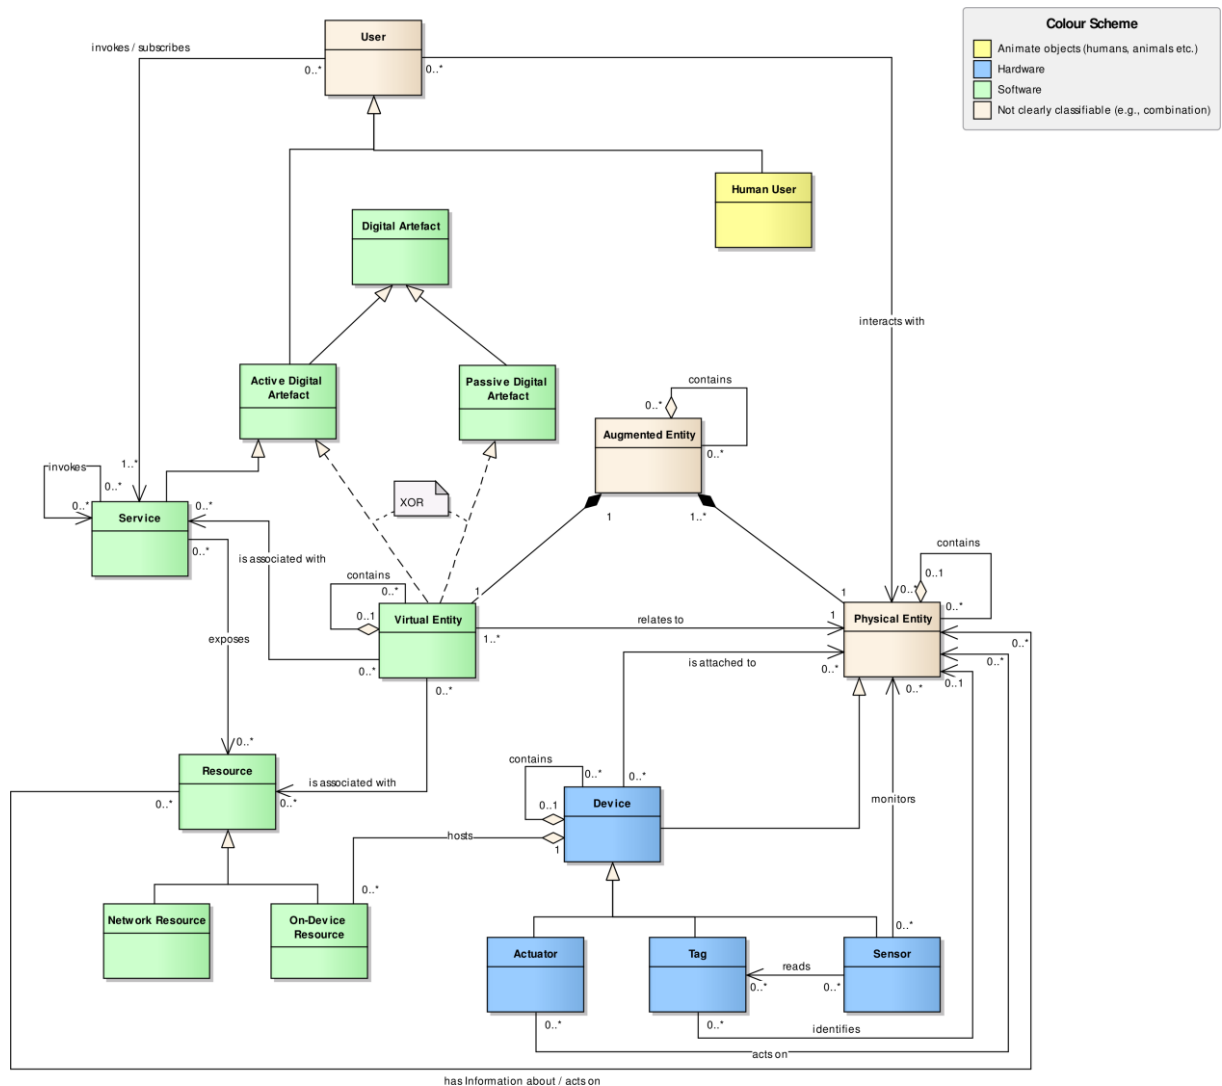 Colour Scheme
Animate objects (humans, animals etc.)
Hardware
Software
Not clearly classifiable (e.g., combination)
User
invokes / subscribes
0..*
0..*
Human User
Digital Artefact
interacts with
Active Digital
Artefact
Passive Digital
Artefact
contains
0..*
Augmented Entity
0..*
1..*
invokes
0..*
0..*
0..*
Service
XOR
1
1..*
0..*
is associated with
contains
0..*
0..1
Virtual Entity
1
1..*
0..*
0..*
relates to
contains
0..1
0..*
0..*
1
1
Physical Entity
0..*
0..*
0..1
0..*
0..*
is attached to
exposes
0..*
Resource
0..*
0..*
is associated with
contains
0..*
0..1
Device
0..*
1
hosts
0..*
monitors
Network Resource
On-Device
Resource
0..*
Actuator
Tag
Sensor
reads
0..*
0..*
0..*
0..*
identifies
acts on
has Information about / acts on